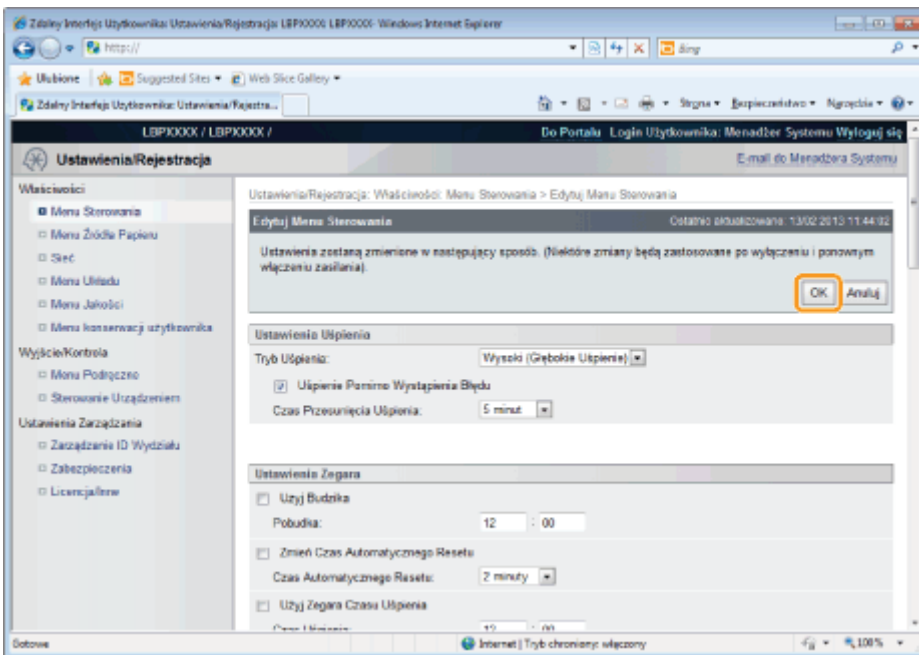 Zdalny Interfejs Użytkownika: Ustawienia/Rejestracja: LBPXXXX: LBPXXXX- Windows Internet Explorer
http://
Bing
Ulubione Suggested Sites Web Slice Gallery
Zdalny Interfejs Użytkownika: Ustawienia/Rejestra... Strona Bezpieczeństwo Narzędzia
LBPXXXX / LBPXXXX / Do Portalu Login Użytkownika: Menadżer Systemu Wyloguj się
Ustawienia/Rejestracja E-mail do Menadżera Systemu
Właściwości
Menu Sterowania
Menu Źródła Papieru
Sieć
Menu Układu
Menu Jakości
Menu konserwacji użytkownika
Wyjście/Kontrola
Menu Podręczne
Sterowanie Urządzeniem
Ustawienia Zarządzania
Zarządzanie ID Wydziału
Zabezpieczenia
Licencja/Inne
Ustawienia/Rejestracja: Właściwości: Menu Sterowania > Edytuj Menu Sterowania
Edytuj Menu Sterowania Ostatnio aktualizowano: 13/02 2013 11:44:02
Ustawienia zostaną zmienione w następujący sposób. (Niektóre zmiany będą zastosowane po wyłączeniu i ponownym
włączeniu zasilania).
OK Anuluj
Ustawienia Uśpienia
Tryb Uśpienia: Wysoki (Głębokie Uśpienie)
Uśpienie Pomimo Wystąpienia Błędu
Czas Przesunięcia Uśpienia: 5 minut
Ustawienia Zegara
Użyj Budzika
Pobudka: 12 : 00
Zmień Czas Automatycznego Resetu
Czas Automatycznego Resetu: 2 minuty
Użyj Zegara Czasu Uśpienia
Czas Uśpienia: 12 : 00
Gotowe Internet | Tryb chroniony: włączony 100%